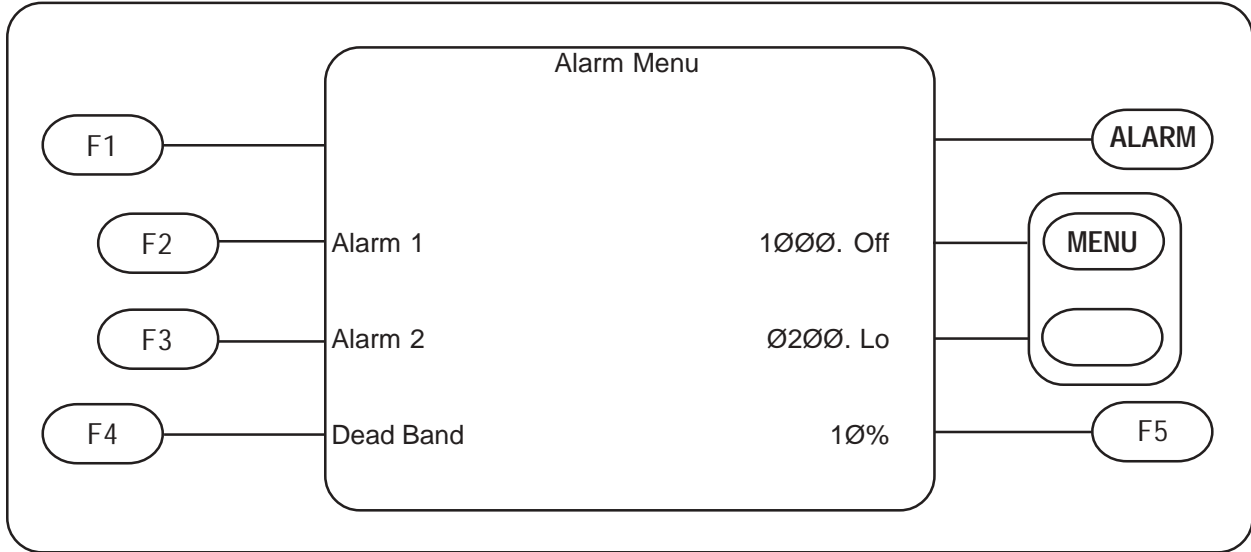 Alarm Menu
F1
ALARM
F2 Alarm 1 1ØØØ. Off MENU
F3 Alarm 2 Ø2ØØ. Lo
F4 Dead Band 1Ø% F5